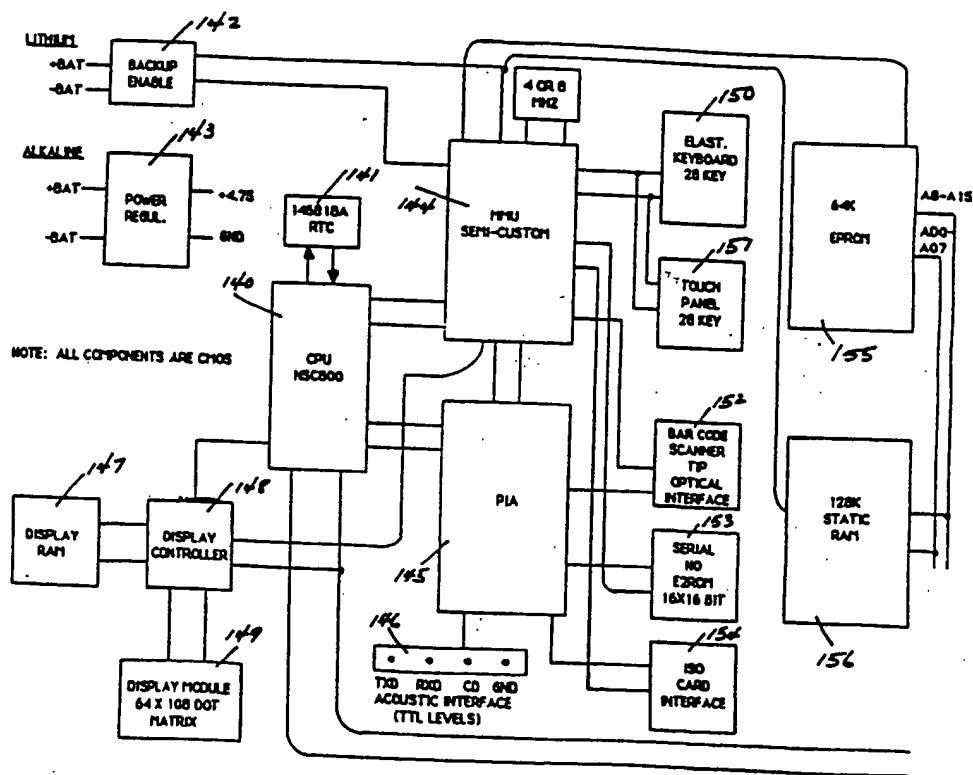 142
LITHIUM
+BAT
-BAT
BACKUP
ENABLE
143
ALKALINE
+BAT
-BAT
POWER
REGUL.
+4.75
GND
141
146818A
RTC
140
CPU
NSC800
NOTE: ALL COMPONENTS ARE CMOS
4 OR 8
MHZ
144
MMU
SEMI-CUSTOM
150
ELAST.
KEYBOARD
28 KEY
151
TOUCH
PANEL
28 KEY
64K
EPROM
155
A8-A15
AD0-
AD7
147
DISPLAY
RAM
148
DISPLAY
CONTROLLER
149
DISPLAY MODULE
64 X 108 DOT
MATRIX
PIA
145
146
TXD RXD CD GND
ACOUSTIC INTERFACE
(TTL LEVELS)
152
BAR CODE
SCANNER
TIP
OPTICAL
INTERFACE
153
SERIAL
NO
E2ROM
16X16 BIT
154
ISO
CARD
INTERFACE
128K
STATIC
RAM
156